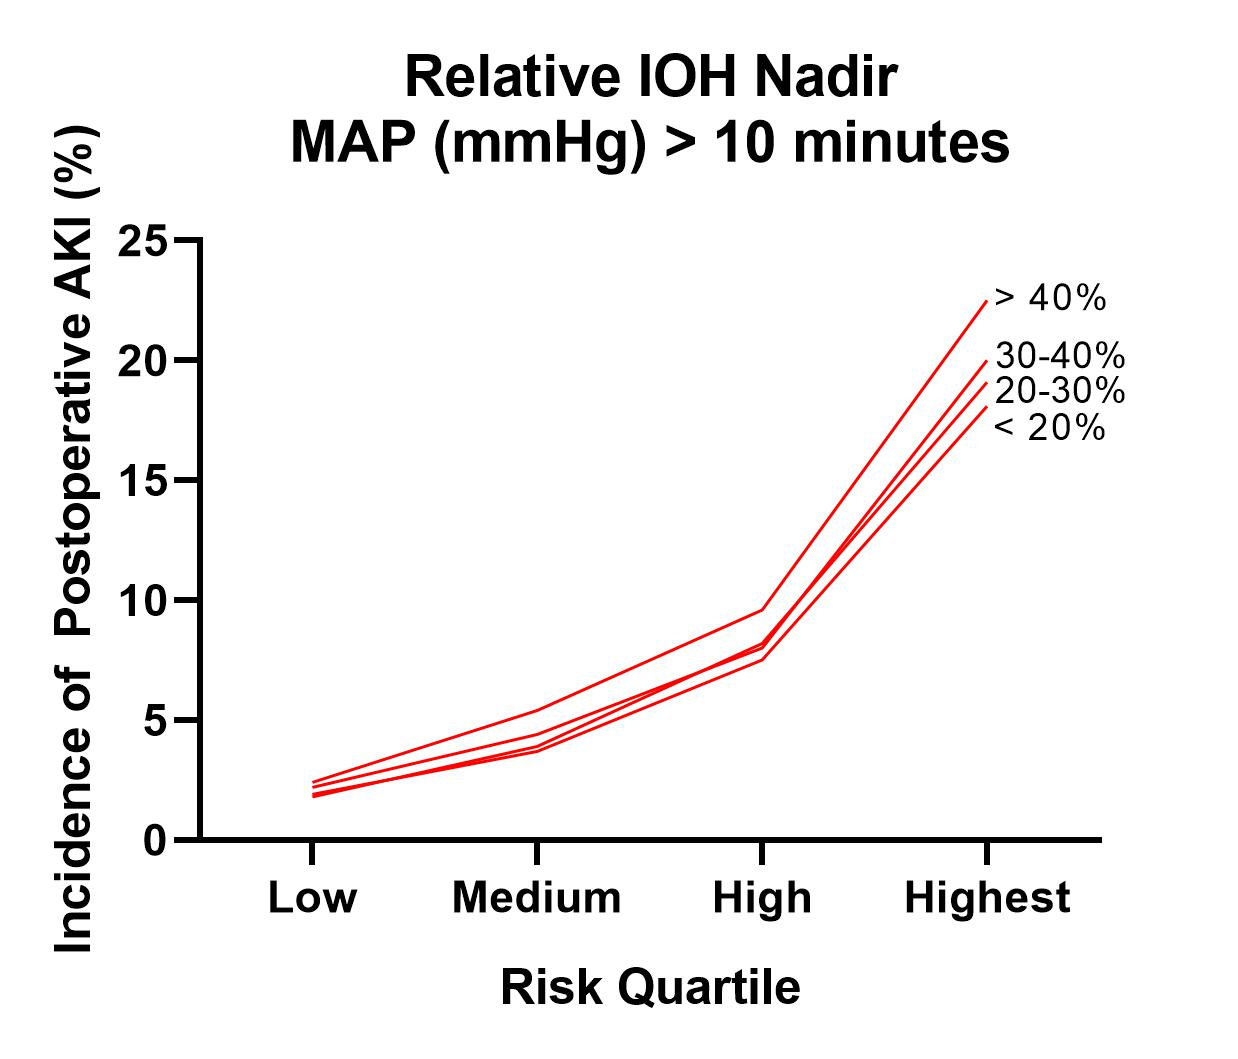 Relative IOH Nadir
MAP (mmHg) > 10 minutes
Incidence of Postoperative AKI (%)
25
20
15
10
5
0
> 40%
30-40%
20-30%
< 20%
Low Medium High Highest
Risk Quartile